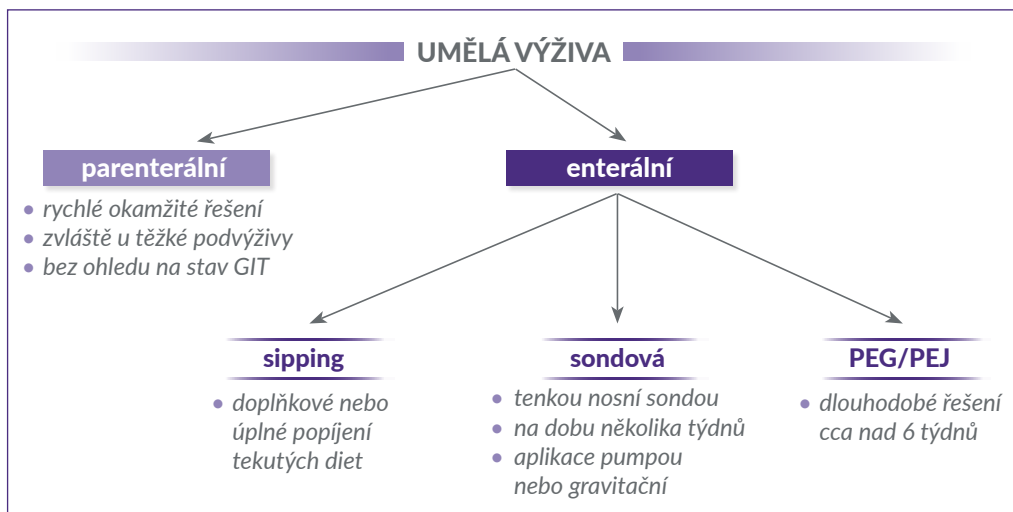 UMĚLÁ VÝŽIVA
parenterální
• rychlé okamžité řešení
• zvláště u těžké podvýživy
• bez ohledu na stav GIT
enterální
sipping
• doplňkové nebo
úplné popíjení
tekutých diet
sondová
• tenkou nosní sondou
• na dobu několika týdnů
• aplikace pumpou
nebo gravitační
PEG/PEJ
• dlouhodobé řešení
cca nad 6 týdnů